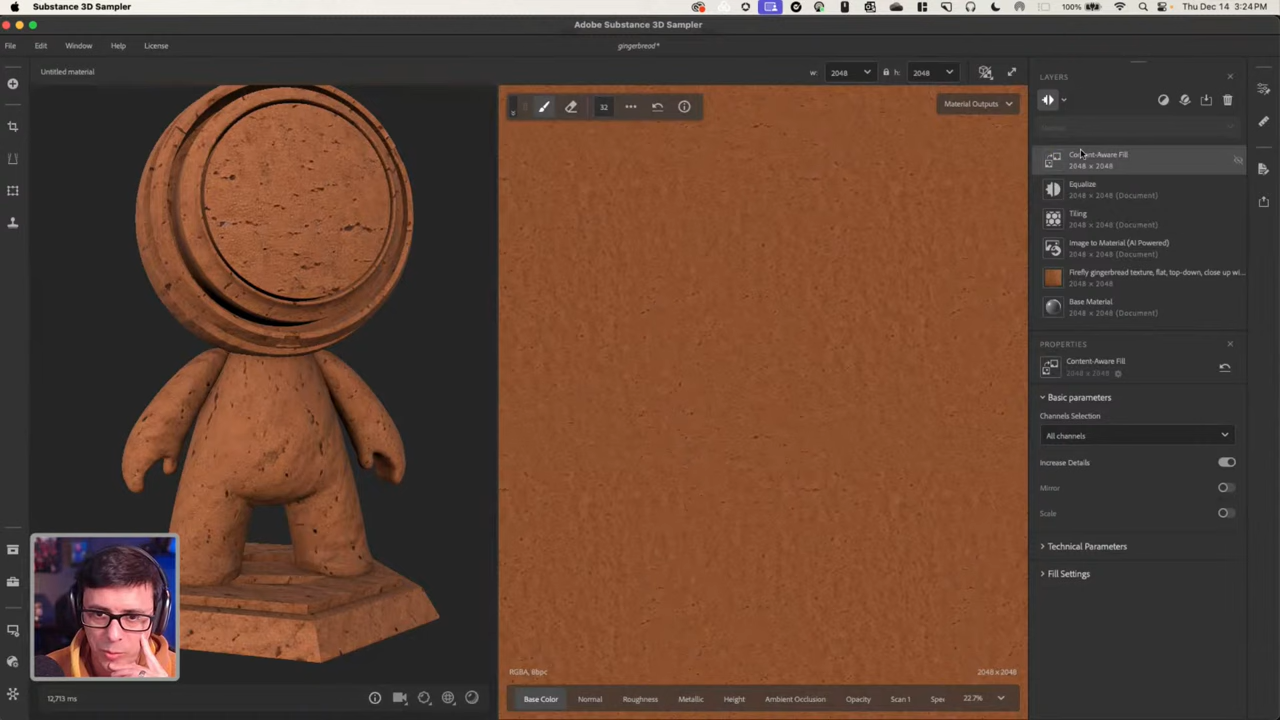 Substance 3D Sampler
100%
Thu Dec 14 3:24PM
Adobe Substance 3D Sampler
File
Edit
Window
Help
License
gingerbread*
Untitled material
w:
2048
h:
2048
LAYERS
32
Material Outputs
Content-Aware Fill
2048 × 2048
Equalize
2048 × 2048 (Document)
Tiling
2048 × 2048 (Document)
Image to Material (AI Powered)
2048 × 2048 (Document)
Firefly gingerbread texture, flat, top-down, close up wi...
2048 × 2048
Base Material
2048 × 2048 (Document)
PROPERTIES
Content-Aware Fill
2048 × 2048
Basic parameters
Channels Selection
All channels
Increase Details
Mirror
Scale
Technical Parameters
Fill Settings
RGBA, 8bpc
2048 × 2048
12,713 ms
Base Color
Normal
Roughness
Metallic
Height
Ambient Occlusion
Opacity
Scan 1
Spec
22.7%